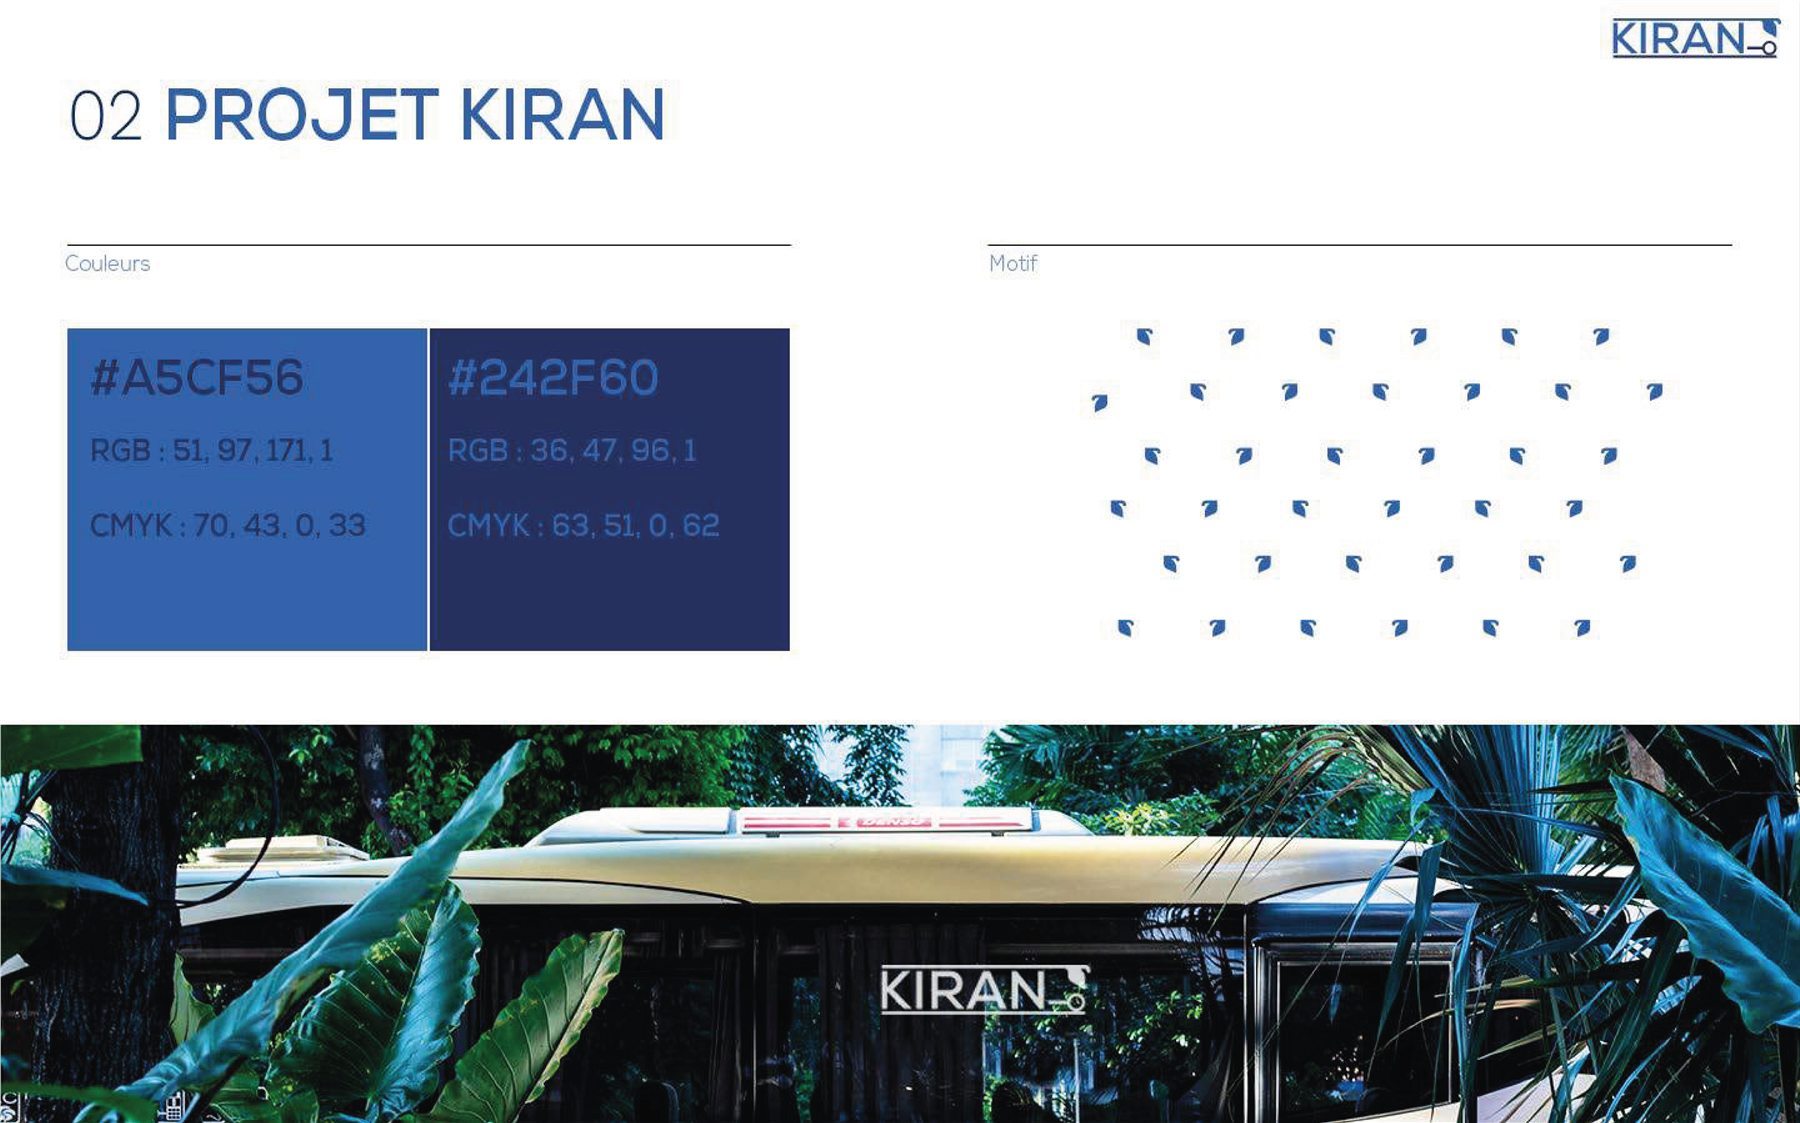 KIRAN
02 PROJET KIRAN
Couleurs
#A5CF56
RGB : 51, 97, 171, 1
CMYK : 70, 43, 0, 33
#242F60
RGB : 36, 47, 96, 1
CMYK : 63, 51, 0, 62
Motif
DENSO
KIRAN